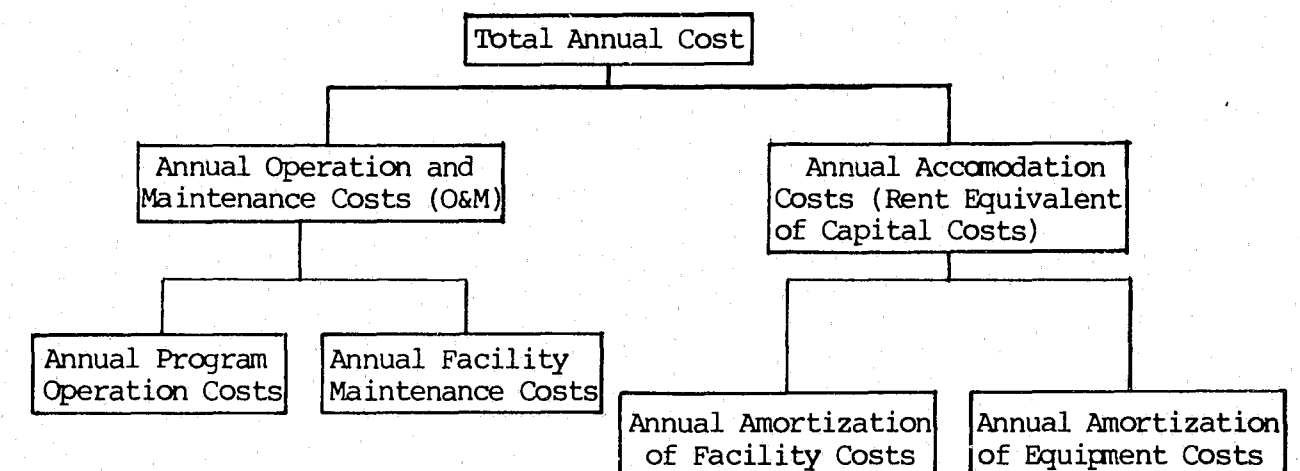 Total Annual Cost
Annual Operation and
Maintenance Costs (O&M)
Annual Accomodation
Costs (Rent Equivalent
of Capital Costs)
Annual Program
Operation Costs
Annual Facility
Maintenance Costs
Annual Amortization
of Facility Costs
Annual Amortization
of Equipment Costs